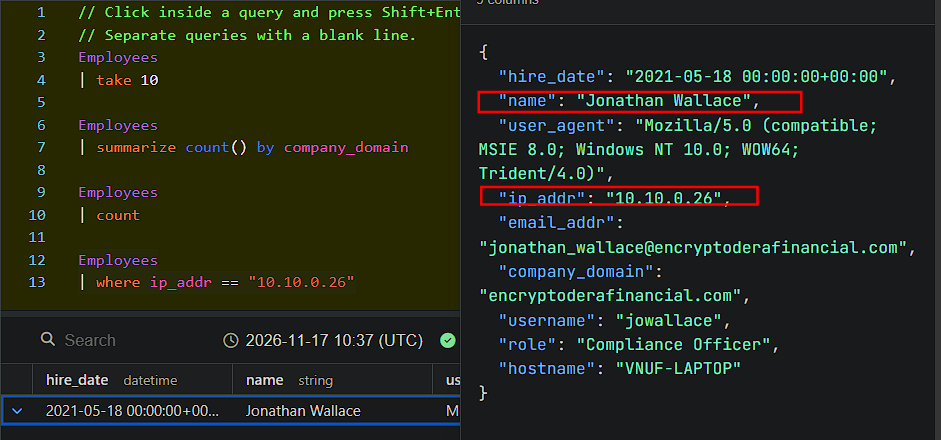 1 // Click inside a query and press Shift+Ent
2 // Separate queries with a blank line.
3 Employees
4 | take 10
5
6 Employees
7 | summarize count() by company_domain
8
9 Employees
10 | count
11
12 Employees
13 | where ip_addr == "10.10.0.26"
Search 2026-11-17 10:37 (UTC)
hire_date datetime name string us
2021-05-18 00:00:00+00... Jonathan Wallace M
columns
{
"hire_date": "2021-05-18 00:00:00+00:00",
"name": "Jonathan Wallace",
"user_agent": "Mozilla/5.0 (compatible;
MSIE 8.0; Windows NT 10.0; WOW64;
Trident/4.0)",
"ip_addr": "10.10.0.26",
"email_addr":
"jonathan_wallace@encryptoderafinancial.com",
"company_domain":
"encryptoderafinancial.com",
"username": "jowallace",
"role": "Compliance Officer",
"hostname": "VNUF-LAPTOP"
}